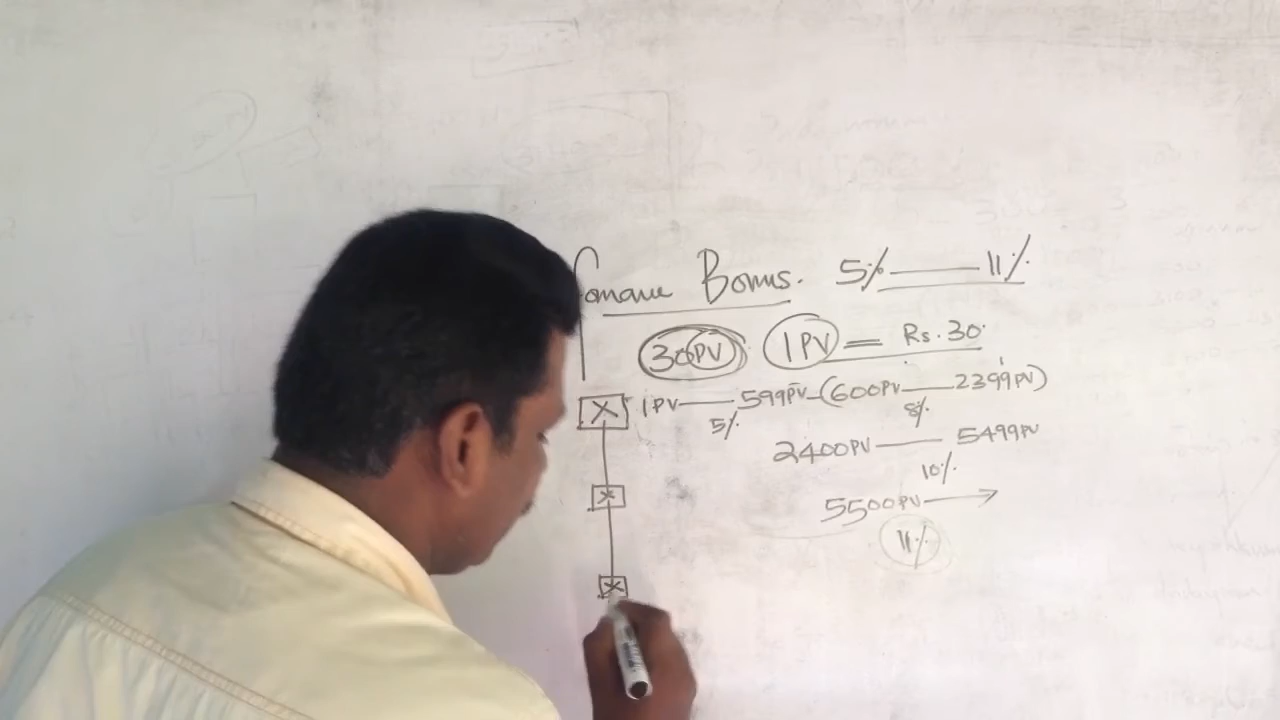 Bonus. 5% 11%
30PV 1PV = Rs. 30
1PV 599PV (600PV 2399PV)
5% 8%
2400PV 5499PV
10%
5500PV
11%